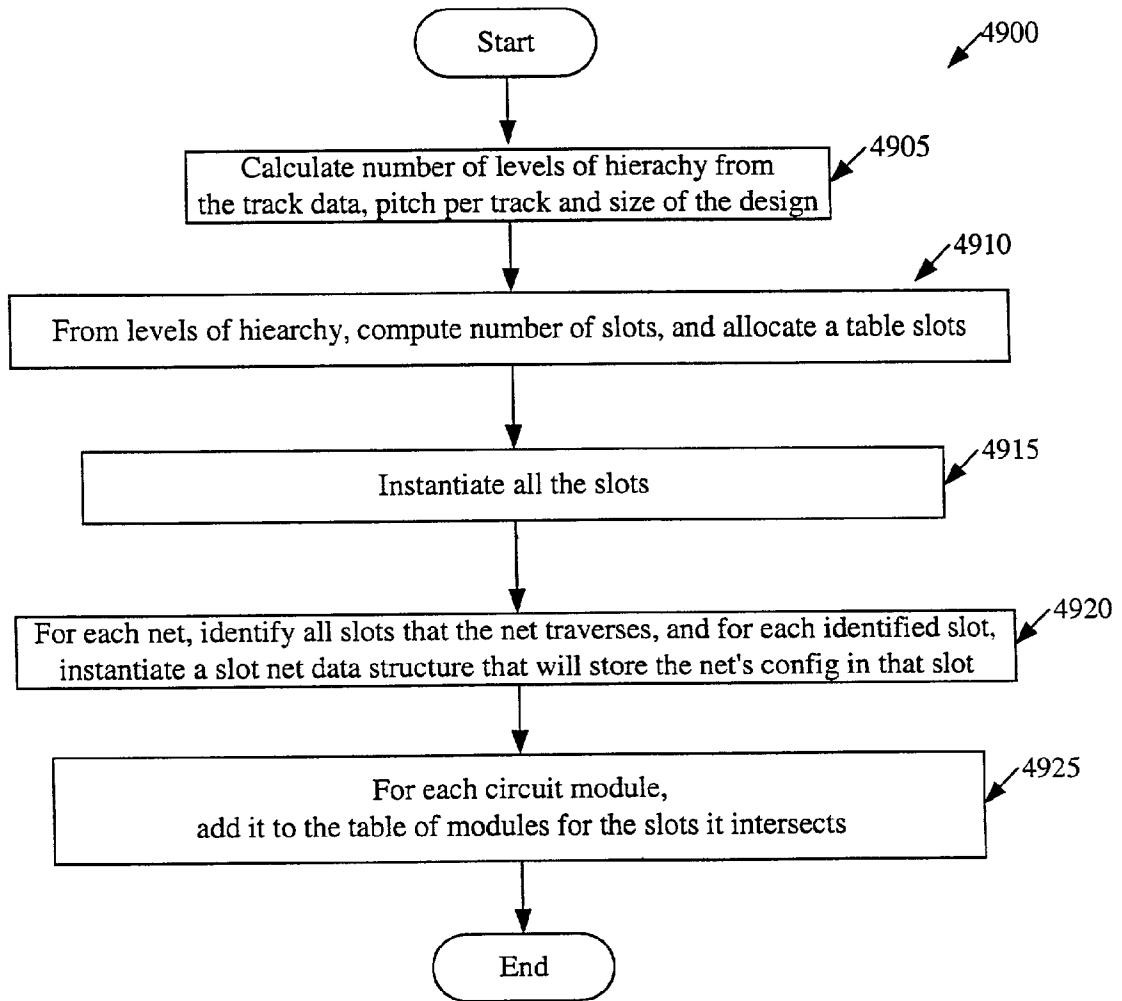 Start
4900
4905
Calculate number of levels of hierachy from
the track data, pitch per track and size of the design
4910
From levels of hiearchy, compute number of slots, and allocate a table slots
4915
Instantiate all the slots
4920
For each net, identify all slots that the net traverses, and for each identified slot,
instantiate a slot net data structure that will store the net's config in that slot
4925
For each circuit module,
add it to the table of modules for the slots it intersects
End